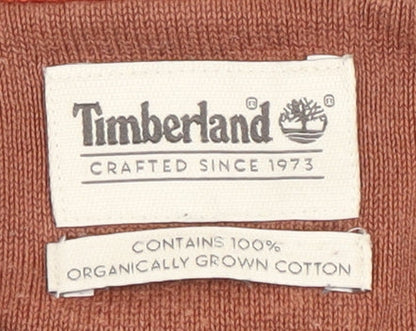 Timberland®
CRAFTED SINCE 1973
CONTAINS 100%
ORGANICALLY GROWN COTTON